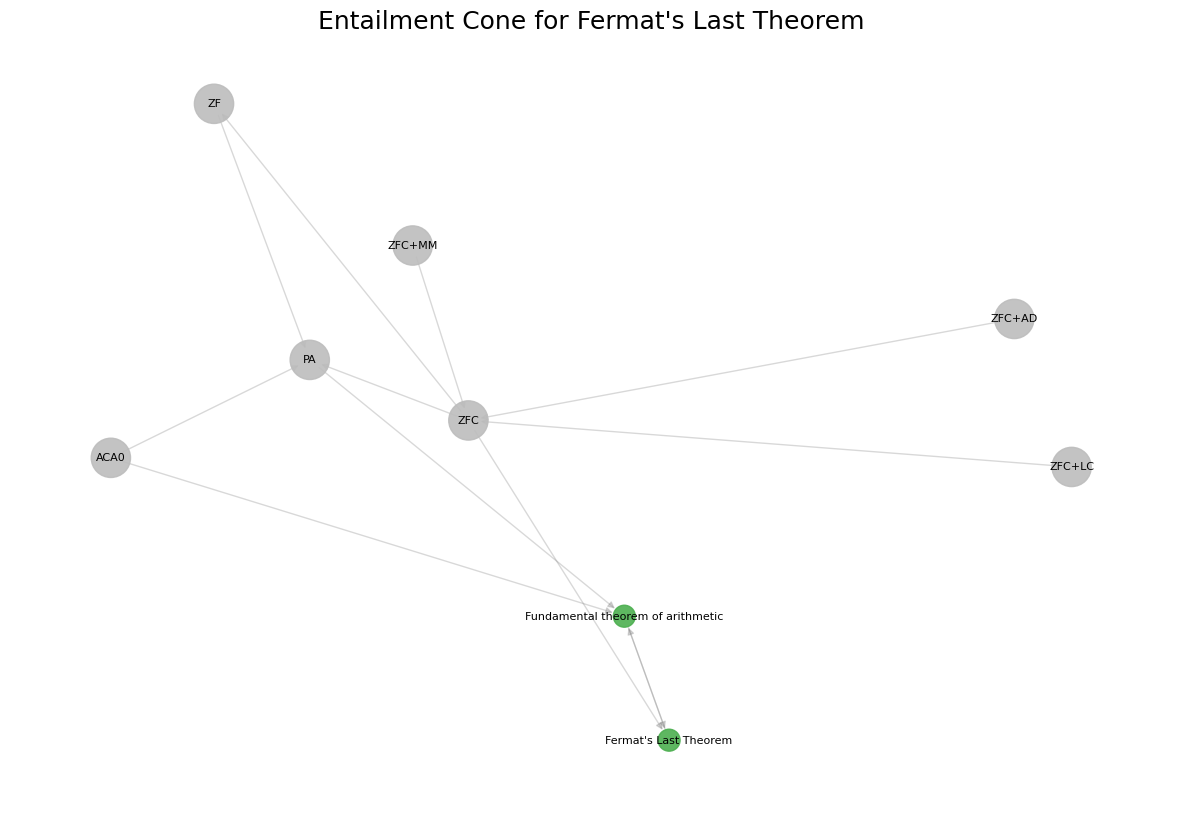 Entailment Cone for Fermat's Last Theorem
ZF
ZFC+MM
ZFC+AD
PA
ZFC
ACA0
ZFC+LC
Fundamental theorem of arithmetic
Fermat's Last Theorem